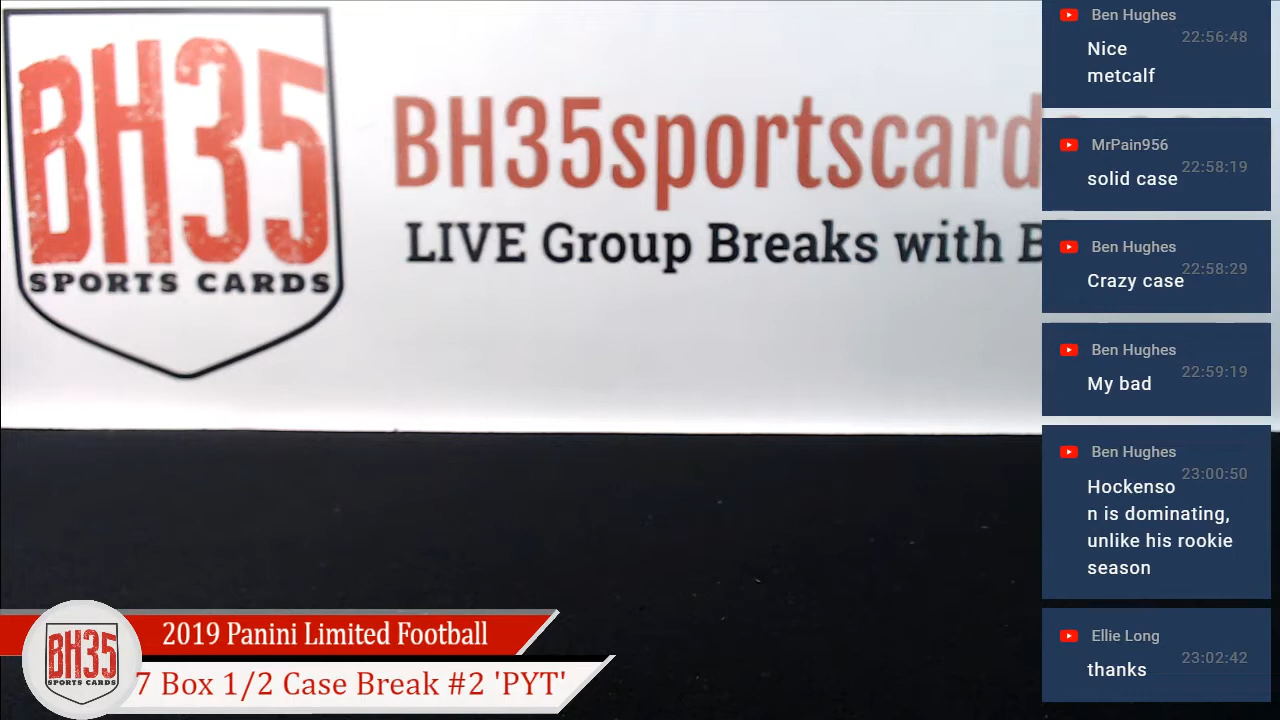 BH35
SPORTS CARDS
BH35sportscard
LIVE Group Breaks with B
Ben Hughes
22:56:48
Nice
metcalf
MrPain956
22:58:19
solid case
Ben Hughes
22:58:29
Crazy case
Ben Hughes
22:59:19
My bad
Ben Hughes
23:00:50
Hockenso
n is dominating,
unlike his rookie
season
Ellie Long
23:02:42
thanks
BH35
SPORTS CARDS
2019 Panini Limited Football
7 Box 1/2 Case Break #2 'PYT'